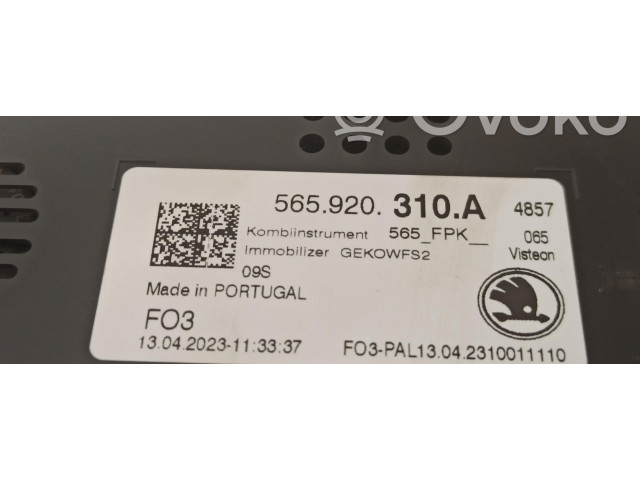 Ovoko
565.920. 310.A 4857
Kombiinstrument 565_FPK__ 065
Immobilizer GEKOWFS2 Visteon
09S
Made in PORTUGAL
FO3
13.04.2023-11:33:37 FO3-PAL13.04.2310011110